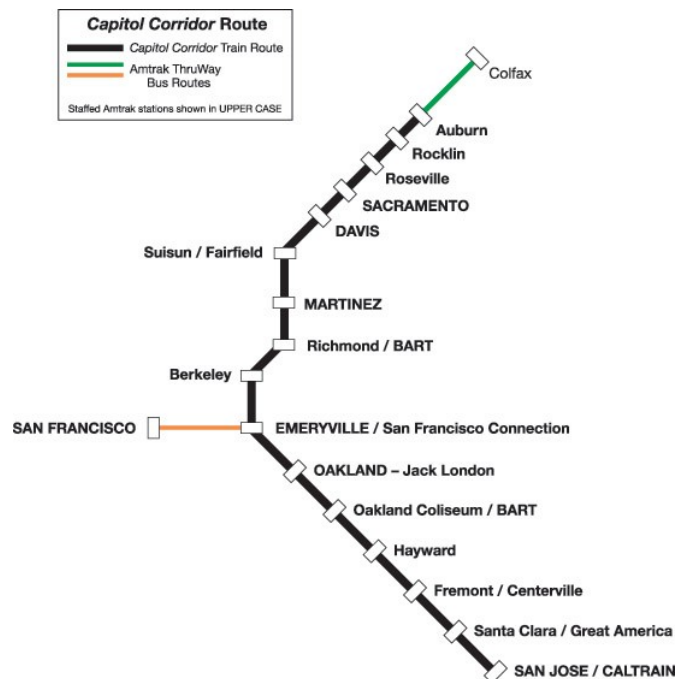 Capitol Corridor Route
Capitol Corridor Train Route
Amtrak ThruWay
Bus Routes
Staffed Amtrak stations shown in UPPER CASE
Colfax
Auburn
Rocklin
Roseville
SACRAMENTO
DAVIS
Suisun / Fairfield
MARTINEZ
Richmond / BART
Berkeley
SAN FRANCISCO
EMERYVILLE / San Francisco Connection
OAKLAND – Jack London
Oakland Coliseum / BART
Hayward
Fremont / Centerville
Santa Clara / Great America
SAN JOSE / CALTRAIN